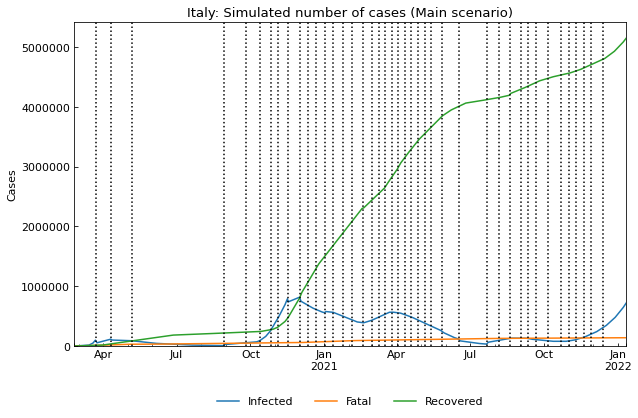 Italy: Simulated number of cases (Main scenario)
5000000
4000000
3000000
2000000
1000000
0
Cases
Apr Jul Oct Jan Apr Jul Oct Jan
2021 2022
Infected Fatal Recovered